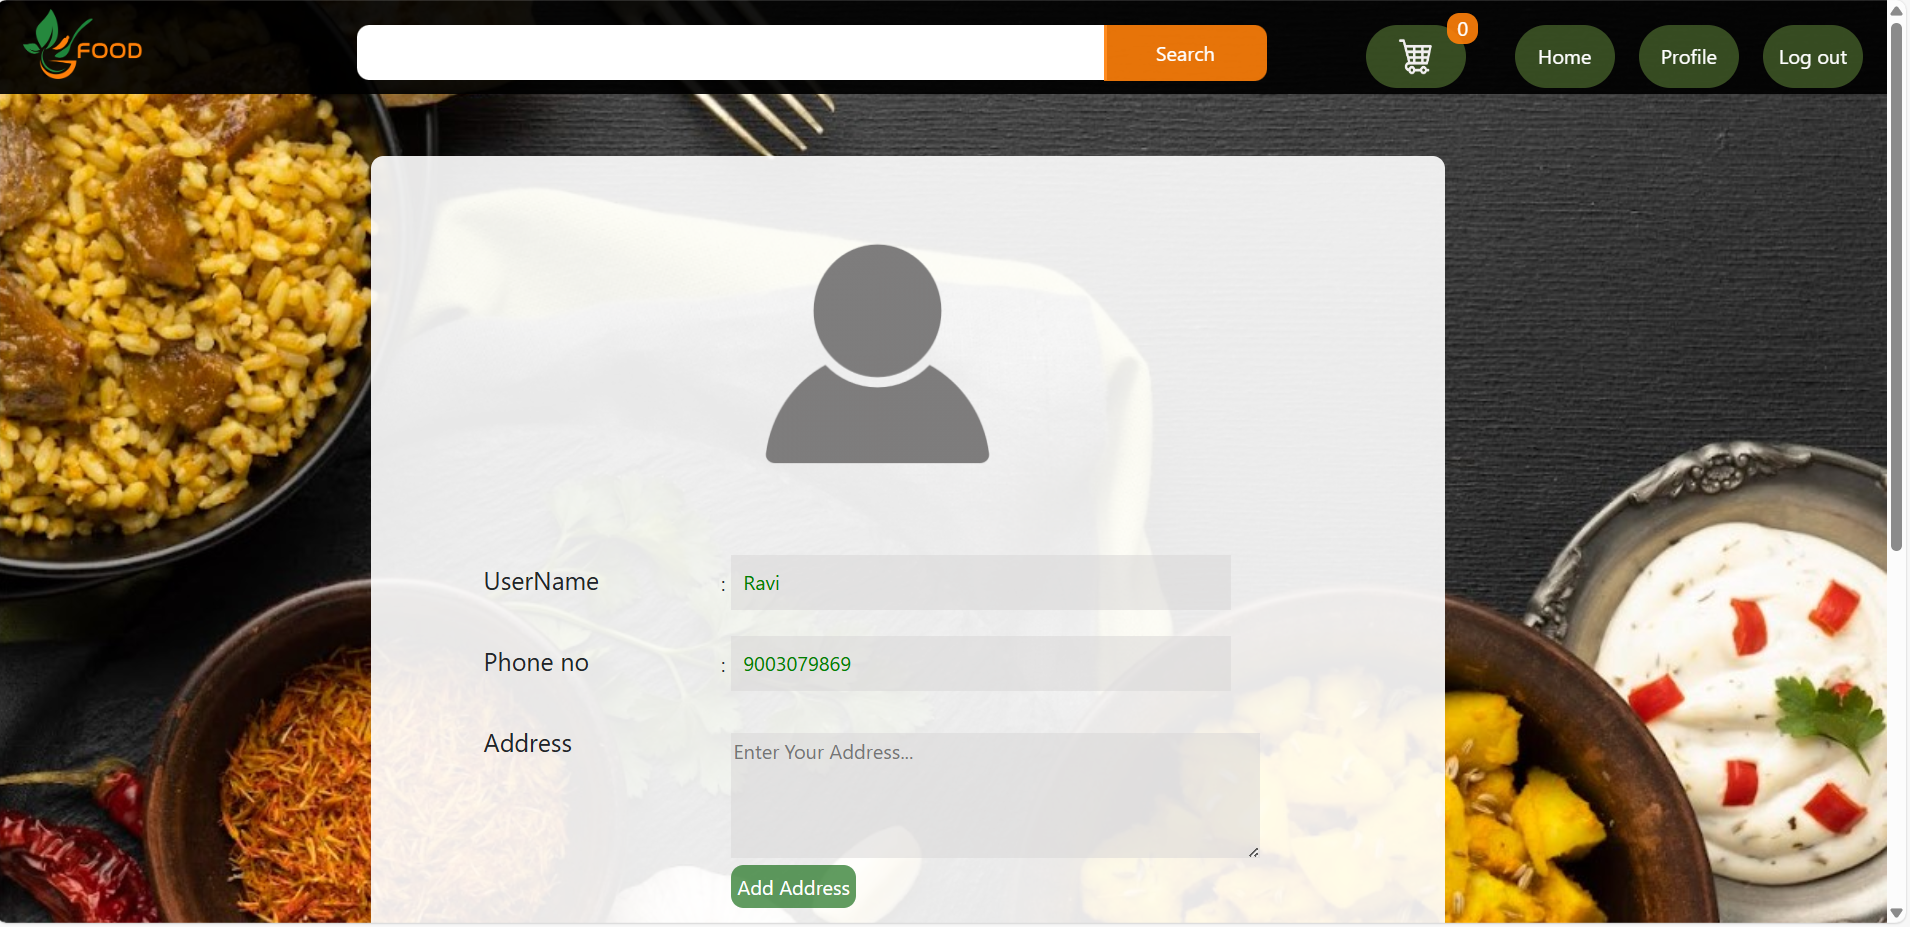 FOOD
Search
0
Home
Profile
Log out
UserName : Ravi
Phone no : 9003079869
Address
Enter Your Address...
Add Address